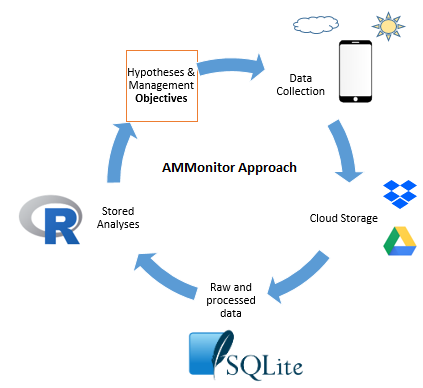 Hypotheses &
Management
Objectives
Data
Collection
AMMonitor Approach
Cloud Storage
Raw and
processed
data
SQLite
Stored
Analyses
R